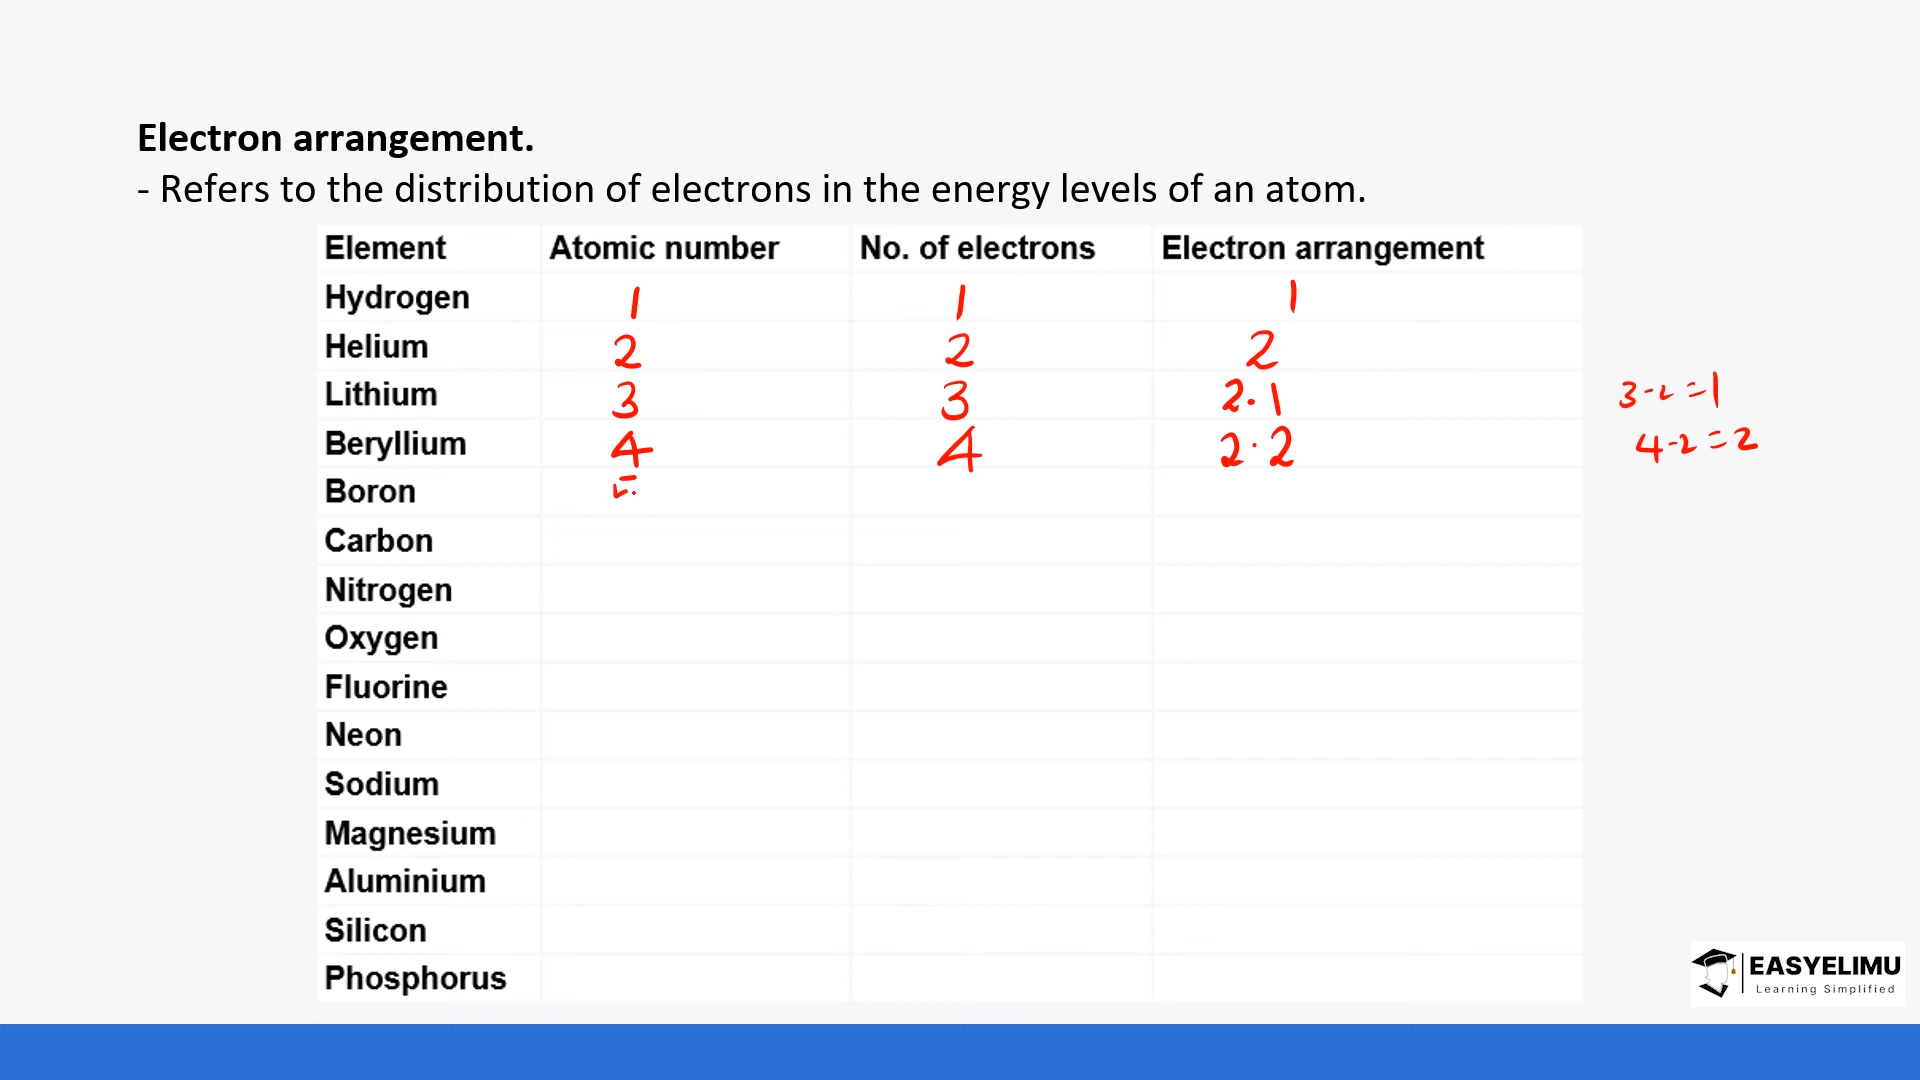 Electron arrangement.
- Refers to the distribution of electrons in the energy levels of an atom.
Element Atomic number No. of electrons Electron arrangement
Hydrogen 1 1 1
Helium 2 2 2
Lithium 3 3 2.1 3-2=1
Beryllium 4 4 2.2 4-2=2
Boron
Carbon
Nitrogen
Oxygen
Fluorine
Neon
Sodium
Magnesium
Aluminium
Silicon
Phosphorus
EASYELIMU
Learning Simplified